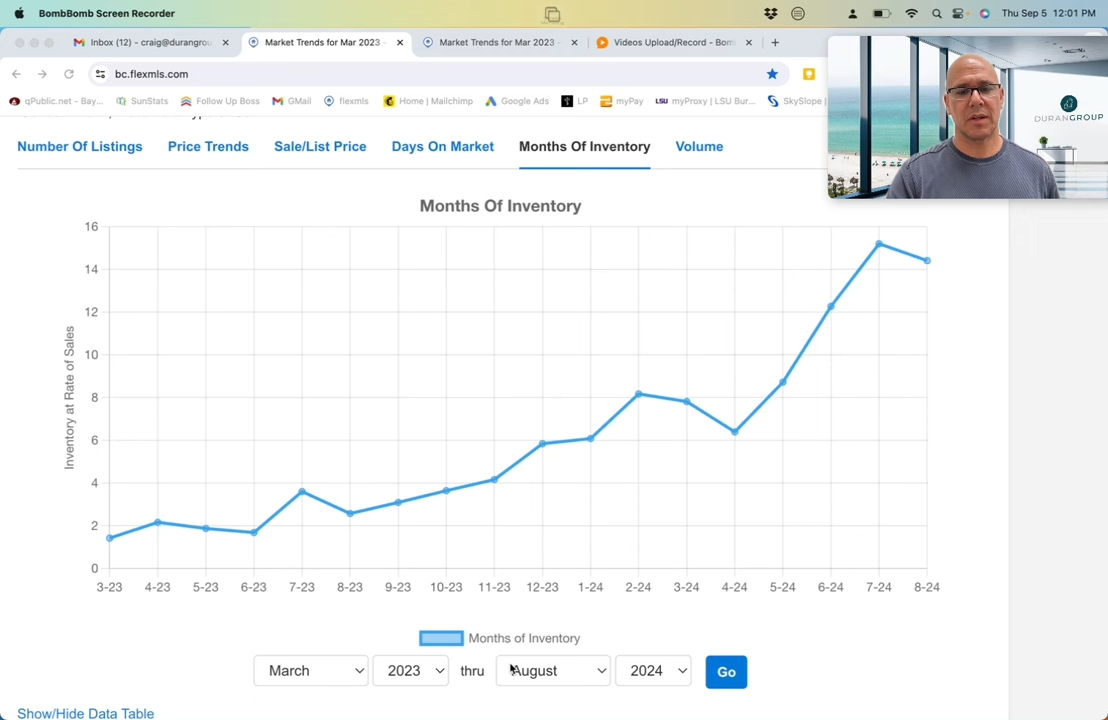 BombBomb Screen Recorder
Thu Sep 5 12:01 PM
Inbox (12) - craig@durangrou
Market Trends for Mar 2023 -
Market Trends for Mar 2023 -
Videos Upload/Record - Bom
bc.flexmls.com
qPublic.net - Bay...
SunStats
Follow Up Boss
GMail
flexmls
Home | Mailchimp
Google Ads
LP
myPay
LSU
myProxy | LSU Bur...
SkySlope |
DURANGROUP
Number Of Listings
Price Trends
Sale/List Price
Days On Market
Months Of Inventory
Volume
Months Of Inventory
Inventory at Rate of Sales
16
14
12
10
8
6
4
2
0
3-23 4-23 5-23 6-23 7-23 8-23 9-23 10-23 11-23 12-23 1-24 2-24 3-24 4-24 5-24 6-24 7-24 8-24
Months of Inventory
March 2023 thru August 2024 Go
Show/Hide Data Table